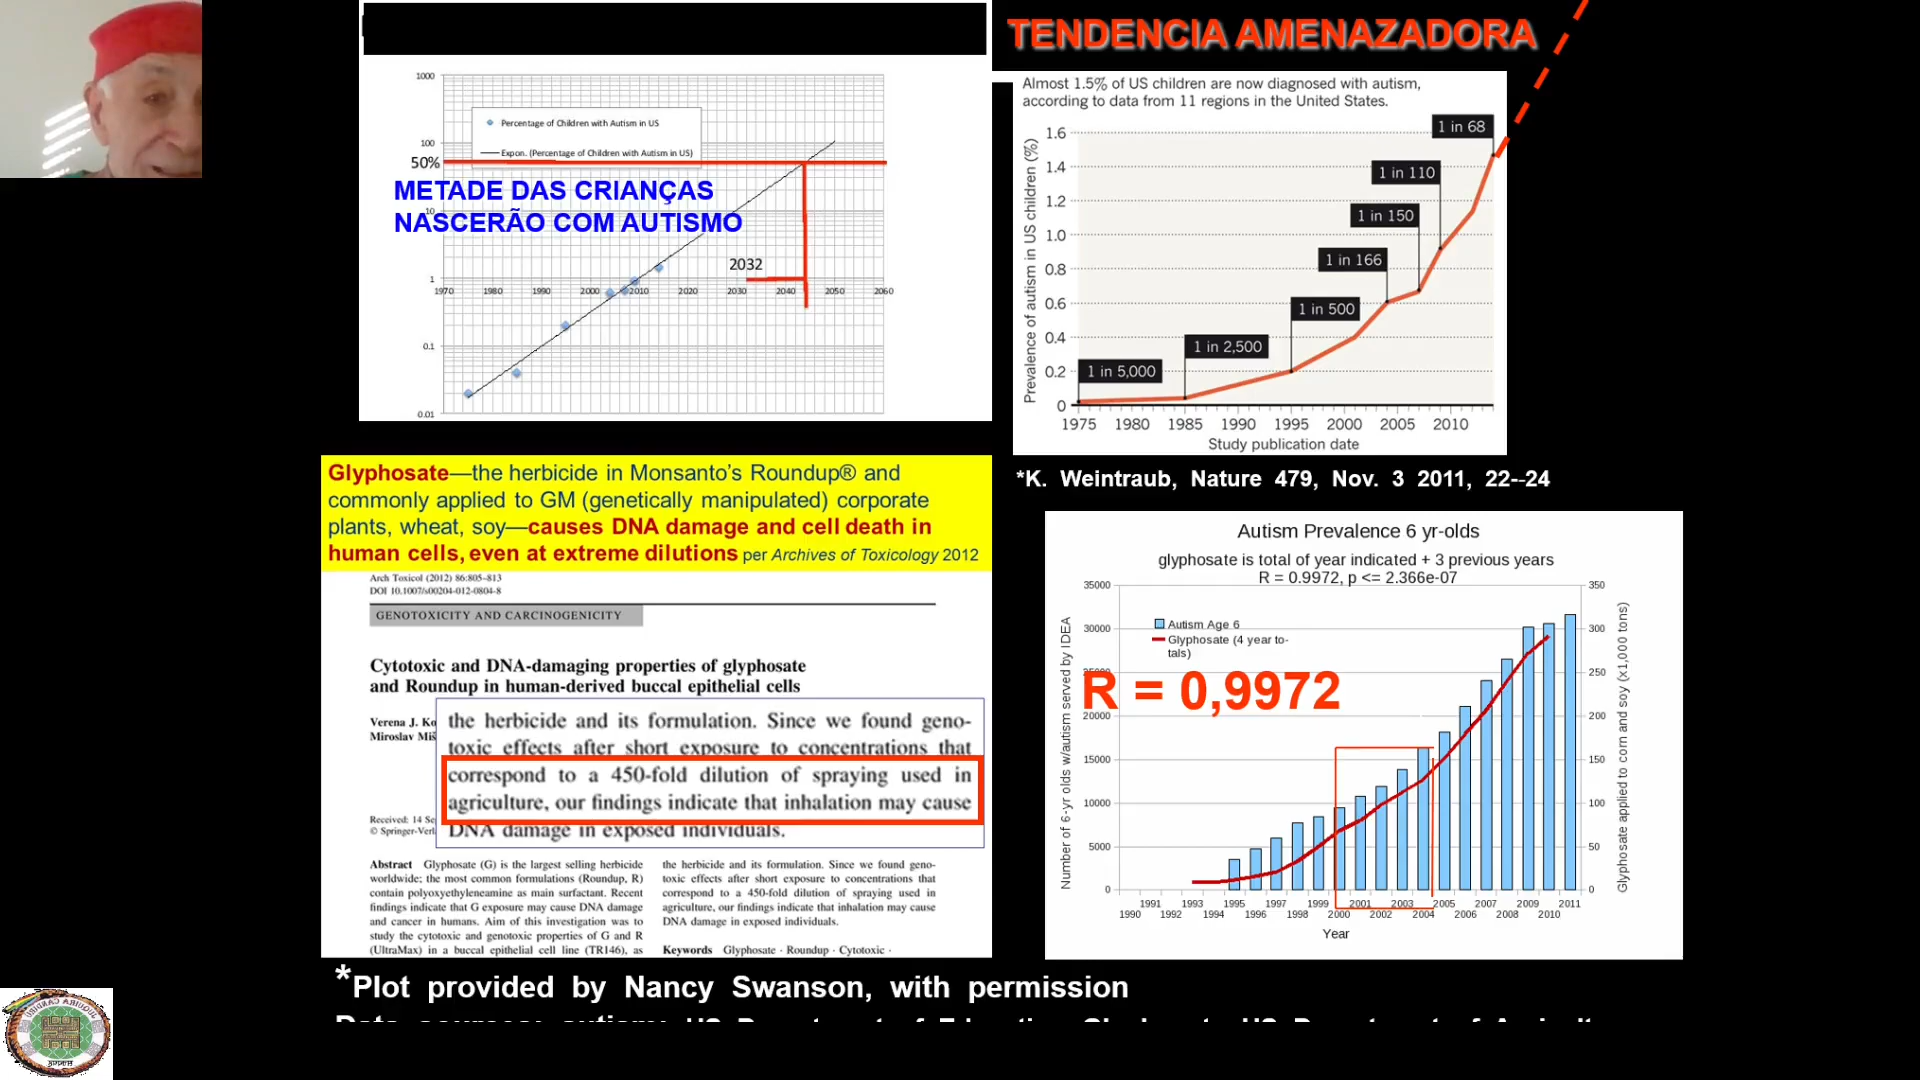 TENDENCIA AMENAZADORA
1000
100
50%
10
1
0.1
0.01
Percentage of Children with Autism in US
Expon. (Percentage of Children with Autism in US)
METADE DAS CRIANÇAS
NASCERÃO COM AUTISMO
2032
1970 1980 1990 2000 2010 2020 2030 2040 2050 2060
Almost 1.5% of US children are now diagnosed with autism,
according to data from 11 regions in the United States.
Prevalence of autism in US children (%)
1.6
1.4
1.2
1.0
0.8
0.6
0.4
0.2
0
1 in 68
1 in 110
1 in 150
1 in 166
1 in 500
1 in 2,500
1 in 5,000
1975 1980 1985 1990 1995 2000 2005 2010
Study publication date
*K. Weintraub, Nature 479, Nov. 3 2011, 22--24
Glyphosate—the herbicide in Monsanto's Roundup® and
commonly applied to GM (genetically manipulated) corporate
plants, wheat, soy—causes DNA damage and cell death in
human cells, even at extreme dilutions per Archives of Toxicology 2012
Arch Toxicol (2012) 86:805–813
DOI 10.1007/s00204-012-0804-8
GENOTOXICITY AND CARCINOGENICITY
Cytotoxic and DNA-damaging properties of glyphosate
and Roundup in human-derived buccal epithelial cells
Verena J. Ko
Miroslav Miš
the herbicide and its formulation. Since we found geno-
toxic effects after short exposure to concentrations that
correspond to a 450-fold dilution of spraying used in
agriculture, our findings indicate that inhalation may cause
DNA damage in exposed individuals.
Received: 14 Se
© Springer-Verl
Abstract Glyphosate (G) is the largest selling herbicide
worldwide; the most common formulations (Roundup, R)
contain polyoxyethyleneamine as main surfactant. Recent
findings indicate that G exposure may cause DNA damage
and cancer in humans. Aim of this investigation was to
study the cytotoxic and genotoxic properties of G and R
(UltraMax) in a buccal epithelial cell line (TR146), as
the herbicide and its formulation. Since we found geno-
toxic effects after short exposure to concentrations that
correspond to a 450-fold dilution of spraying used in
agriculture, our findings indicate that inhalation may cause
DNA damage in exposed individuals.
Keywords Glyphosate · Roundup · Cytotoxic ·
Autism Prevalence 6 yr-olds
glyphosate is total of year indicated + 3 previous years
R = 0.9972, p <= 2.366e-07
Number of 6-yr olds w/autism served by IDEA
35000
30000
25000
20000
15000
10000
5000
0
Autism Age 6
Glyphosate (4 year to-
tals)
R = 0,9972
350
300
250
200
150
100
50
0
Glyphosate applied to corn and soy (x1,000 tons)
1991 1993 1995 1997 1999 2001 2003 2005 2007 2009 2011
1990 1992 1994 1996 1998 2000 2002 2004 2006 2008 2010
Year
*Plot provided by Nancy Swanson, with permission